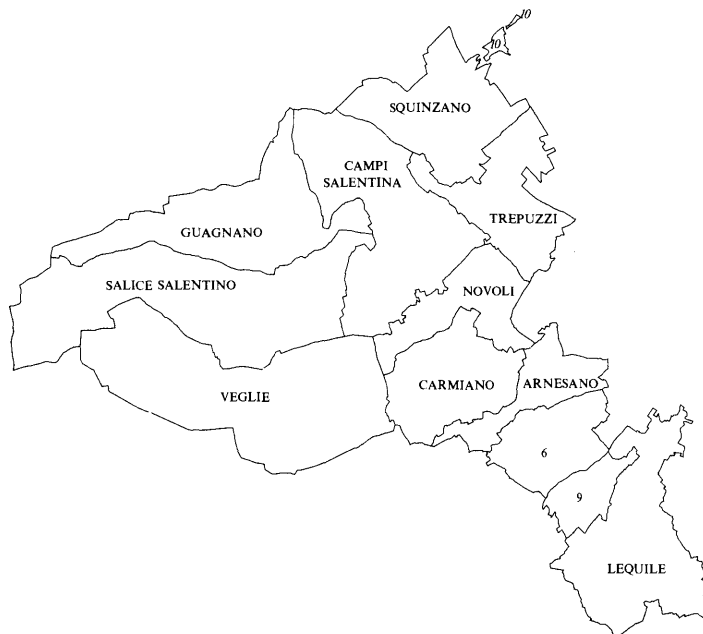 10
10
SQUINZANO
CAMPI
SALENTINA
TREPUZZI
GUAGNANO
SALICE SALENTINO
NOVOLI
VEGLIE
CARMIANO
ARNESANO
6
9
LEQUILE